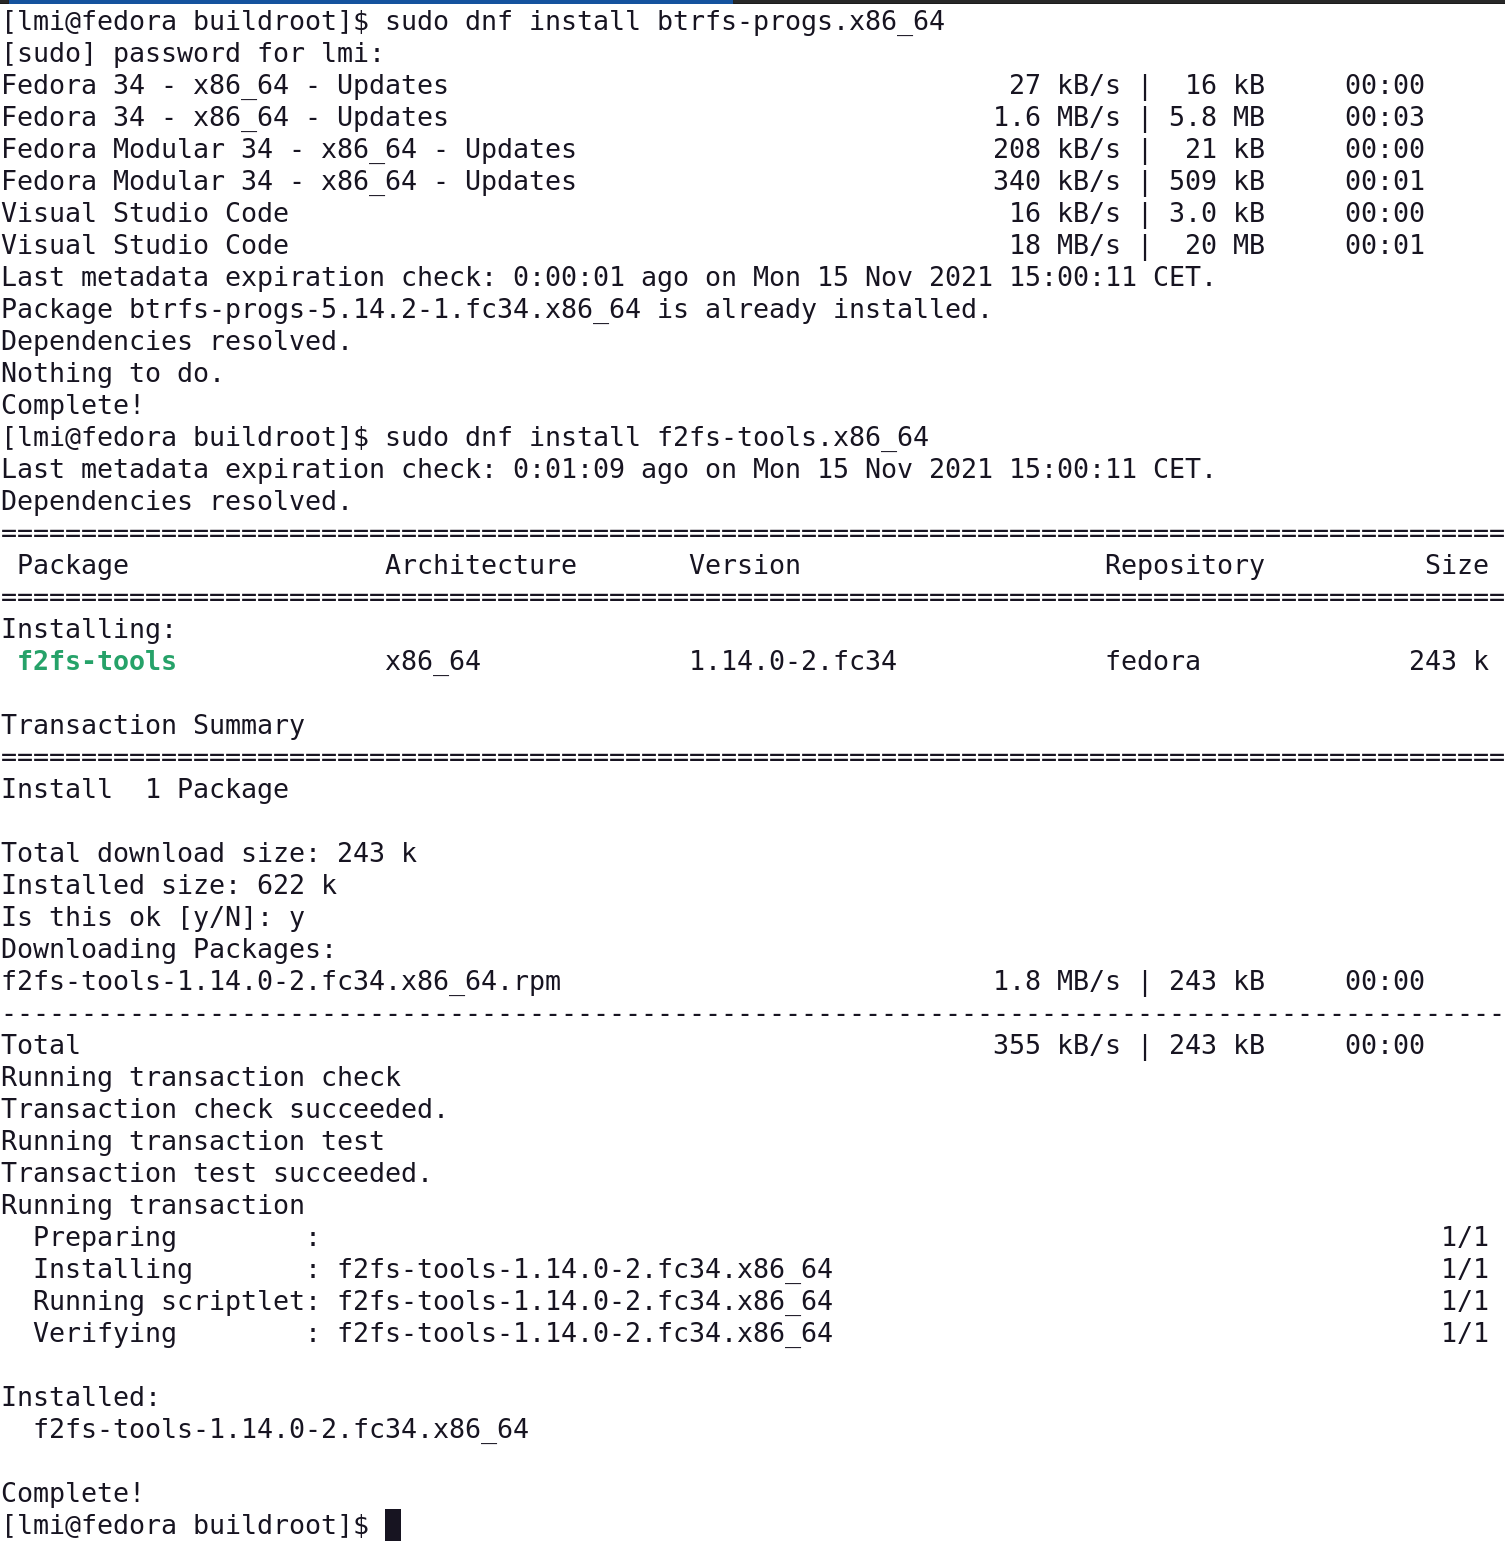 [lmi@fedora buildroot]$ sudo dnf install btrfs-progs.x86_64
[sudo] password for lmi:
Fedora 34 - x86_64 - Updates                                   27 kB/s |  16 kB     00:00
Fedora 34 - x86_64 - Updates                                  1.6 MB/s | 5.8 MB     00:03
Fedora Modular 34 - x86_64 - Updates                          208 kB/s |  21 kB     00:00
Fedora Modular 34 - x86_64 - Updates                          340 kB/s | 509 kB     00:01
Visual Studio Code                                             16 kB/s | 3.0 kB     00:00
Visual Studio Code                                             18 MB/s |  20 MB     00:01
Last metadata expiration check: 0:00:01 ago on Mon 15 Nov 2021 15:00:11 CET.
Package btrfs-progs-5.14.2-1.fc34.x86_64 is already installed.
Dependencies resolved.
Nothing to do.
Complete!
[lmi@fedora buildroot]$ sudo dnf install f2fs-tools.x86_64
Last metadata expiration check: 0:01:09 ago on Mon 15 Nov 2021 15:00:11 CET.
Dependencies resolved.
==============================================================================================
 Package                Architecture       Version                   Repository          Size
==============================================================================================
Installing:
 f2fs-tools             x86_64             1.14.0-2.fc34             fedora             243 k

Transaction Summary
==============================================================================================
Install  1 Package

Total download size: 243 k
Installed size: 622 k
Is this ok [y/N]: y
Downloading Packages:
f2fs-tools-1.14.0-2.fc34.x86_64.rpm                           1.8 MB/s | 243 kB     00:00
----------------------------------------------------------------------------------------------
Total                                                         355 kB/s | 243 kB     00:00
Running transaction check
Transaction check succeeded.
Running transaction test
Transaction test succeeded.
Running transaction
  Preparing        :                                                                      1/1
  Installing       : f2fs-tools-1.14.0-2.fc34.x86_64                                      1/1
  Running scriptlet: f2fs-tools-1.14.0-2.fc34.x86_64                                      1/1
  Verifying        : f2fs-tools-1.14.0-2.fc34.x86_64                                      1/1

Installed:
  f2fs-tools-1.14.0-2.fc34.x86_64

Complete!
[lmi@fedora buildroot]$